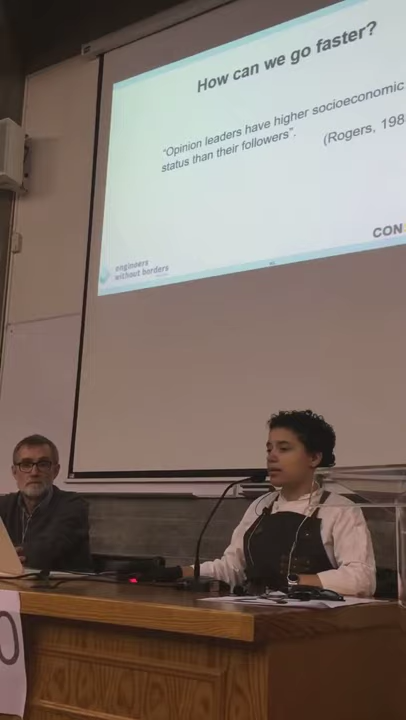 How can we go faster?
"Opinion leaders have higher socioeconomic
status than their followers".
(Rogers, 198
engineers
without borders
CON
0